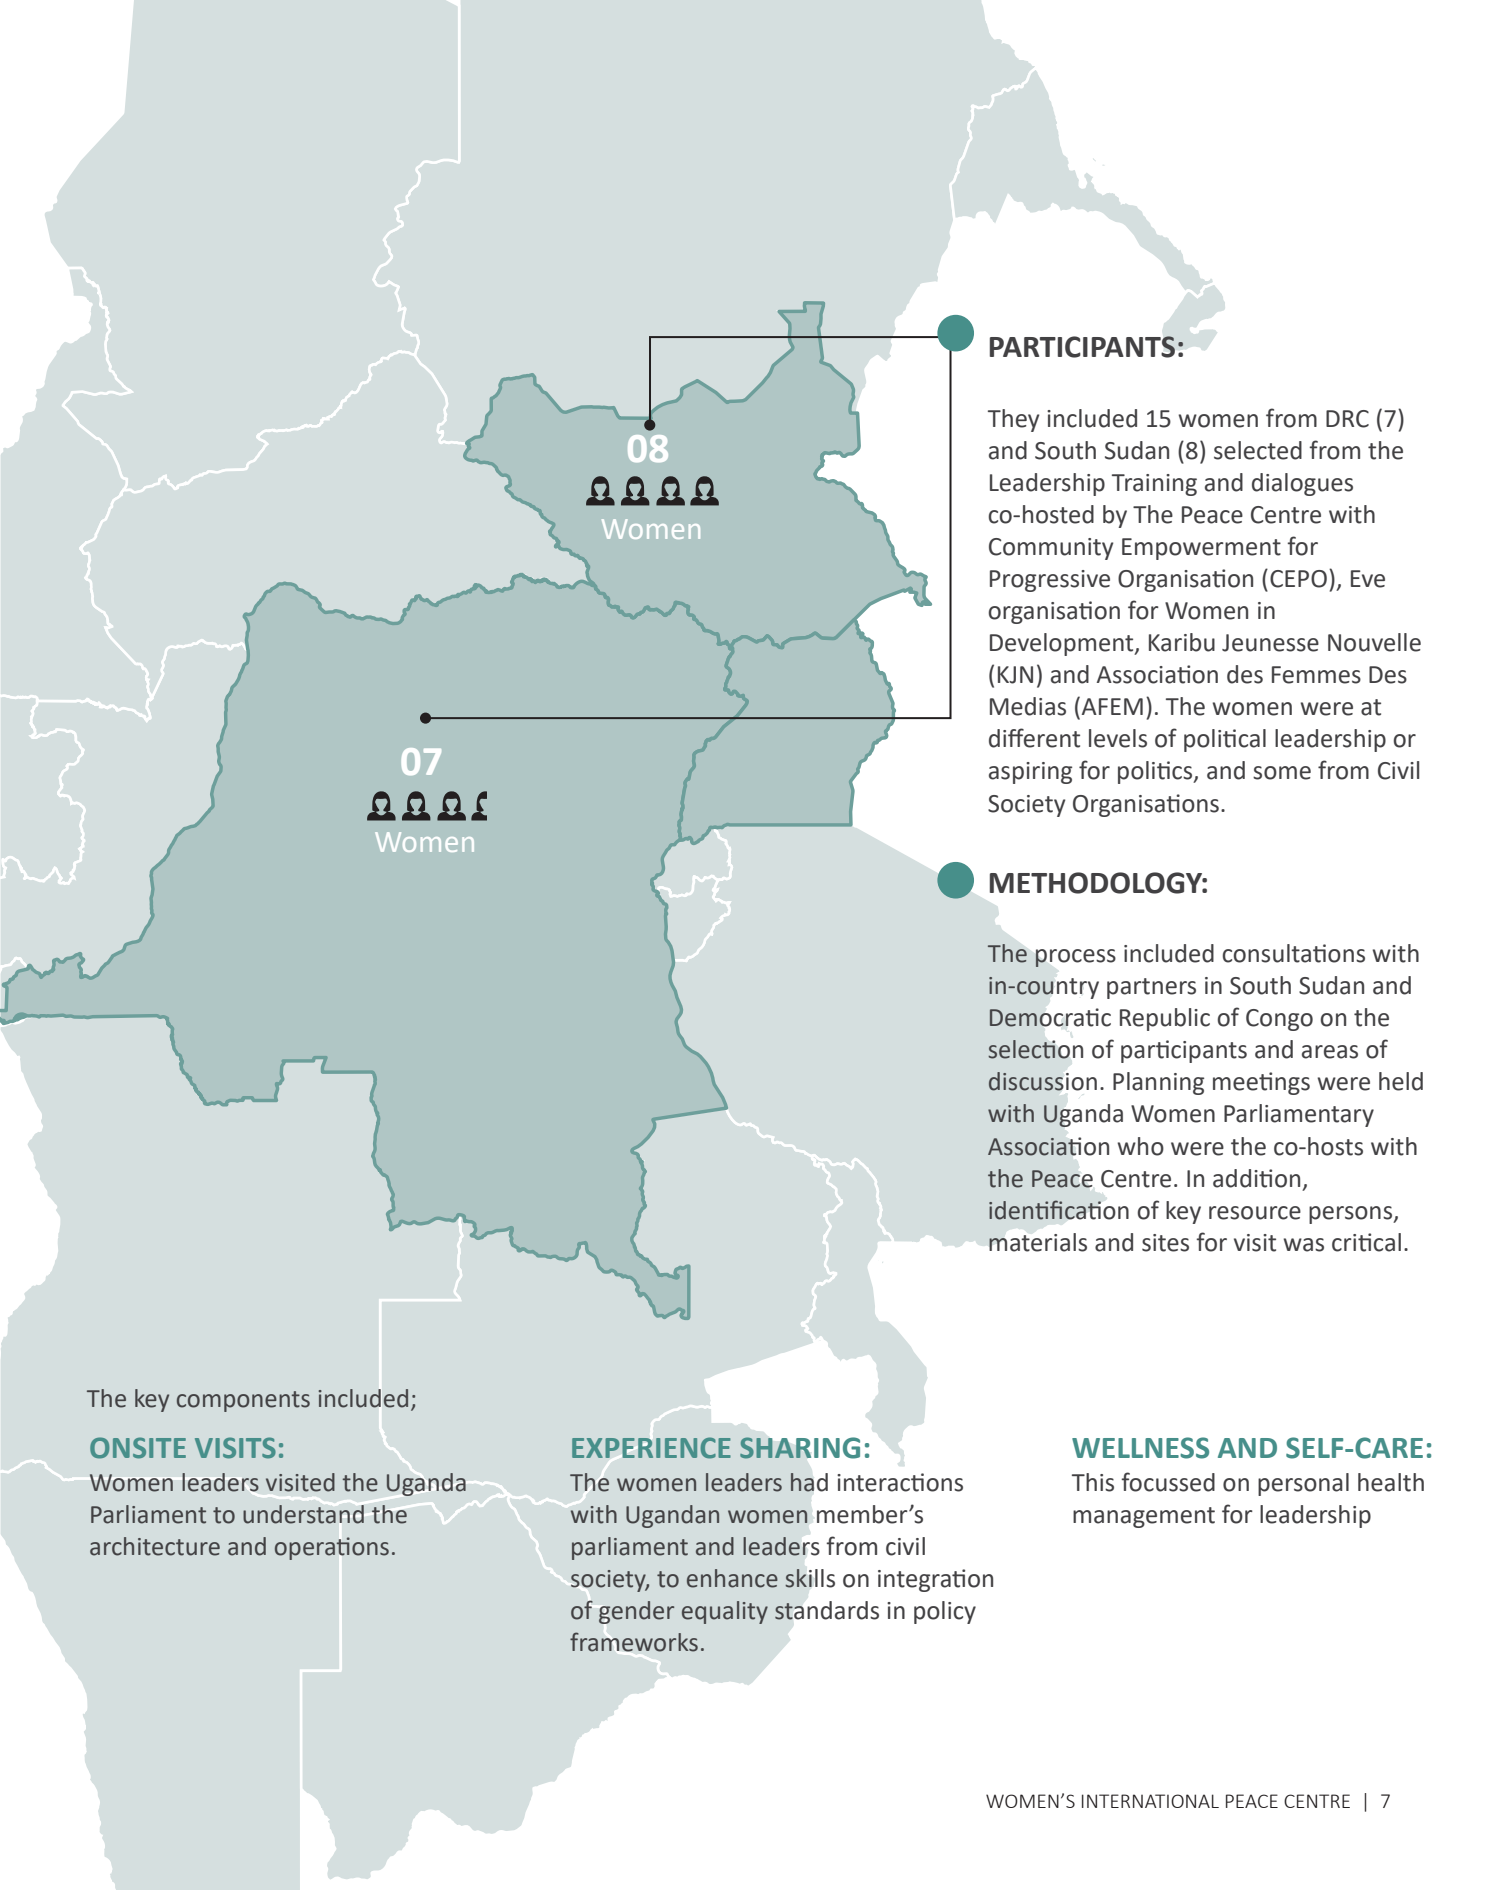 08
Women
07
Women
PARTICIPANTS:
They included 15 women from DRC (7)
and South Sudan (8) selected from the
Leadership Training and dialogues
co-hosted by The Peace Centre with
Community Empowerment for
Progressive Organisation (CEPO), Eve
organisation for Women in
Development, Karibu Jeunesse Nouvelle
(KJN) and Association des Femmes Des
Medias (AFEM). The women were at
different levels of political leadership or
aspiring for politics, and some from Civil
Society Organisations.
METHODOLOGY:
The process included consultations with
in-country partners in South Sudan and
Democratic Republic of Congo on the
selection of participants and areas of
discussion. Planning meetings were held
with Uganda Women Parliamentary
Association who were the co-hosts with
the Peace Centre. In addition,
identification of key resource persons,
materials and sites for visit was critical.
The key components included;
ONSITE VISITS:
Women leaders visited the Uganda
Parliament to understand the
architecture and operations.
EXPERIENCE SHARING:
The women leaders had interactions
with Ugandan women member’s
parliament and leaders from civil
society, to enhance skills on integration
of gender equality standards in policy
frameworks.
WELLNESS AND SELF-CARE:
This focussed on personal health
management for leadership
WOMEN’S INTERNATIONAL PEACE CENTRE | 7